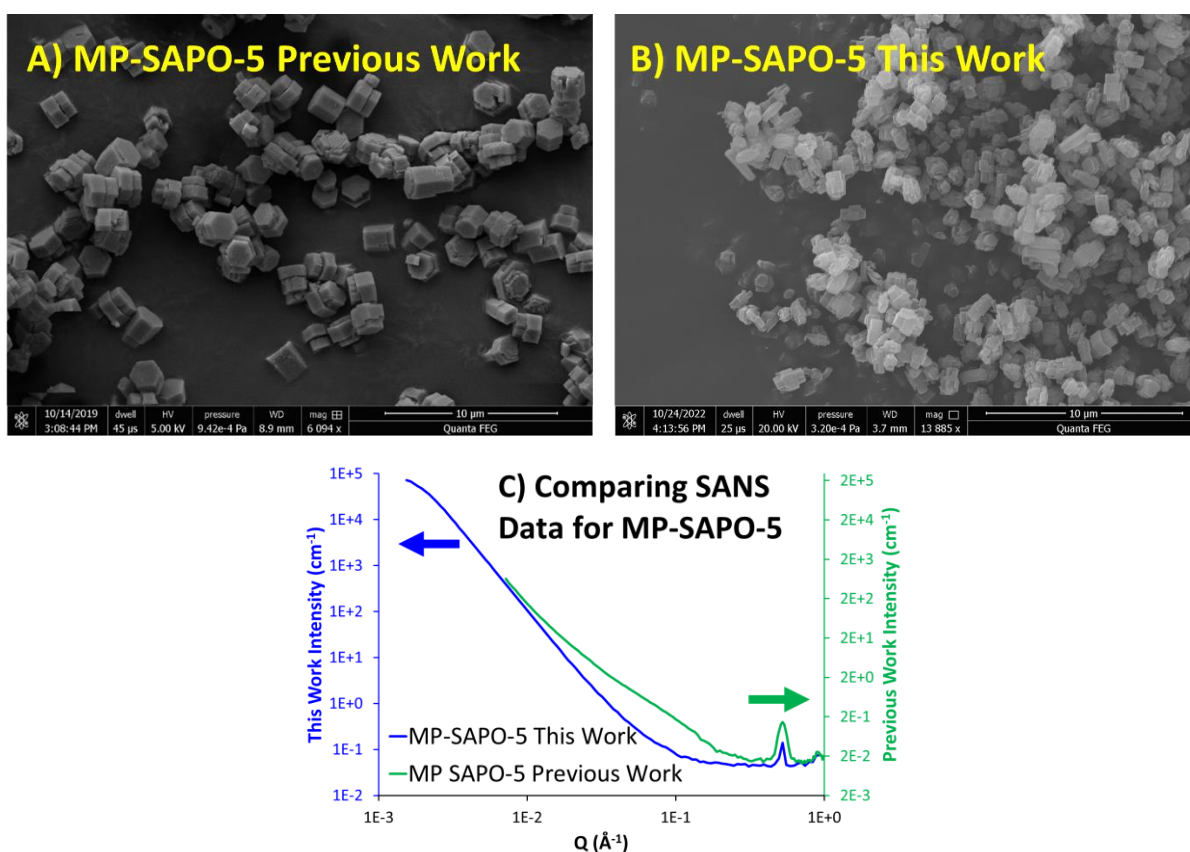 A) MP-SAPO-5 Previous Work
10/14/2019 dwell HV pressure WD mag 10 µm
3:08:44 PM 45 µs 5.00 kV 9.42e-4 Pa 8.9 mm 6 094 x Quanta FEG
B) MP-SAPO-5 This Work
10/24/2022 dwell HV pressure WD mag 10 µm
4:13:56 PM 25 µs 20.00 kV 3.20e-4 Pa 3.7 mm 13 885 x Quanta FEG
C) Comparing SANS
Data for MP-SAPO-5
This Work Intensity (cm⁻¹)
1E+5
1E+4
1E+3
1E+2
1E+1
1E+0
1E-1
1E-2
2E+5
2E+4
2E+3
2E+2
2E+1
2E+0
2E-1
2E-2
2E-3
Previous Work Intensity (cm⁻¹)
MP-SAPO-5 This Work
MP SAPO-5 Previous Work
1E-3 1E-2 1E-1 1E+0
Q (Å⁻¹)